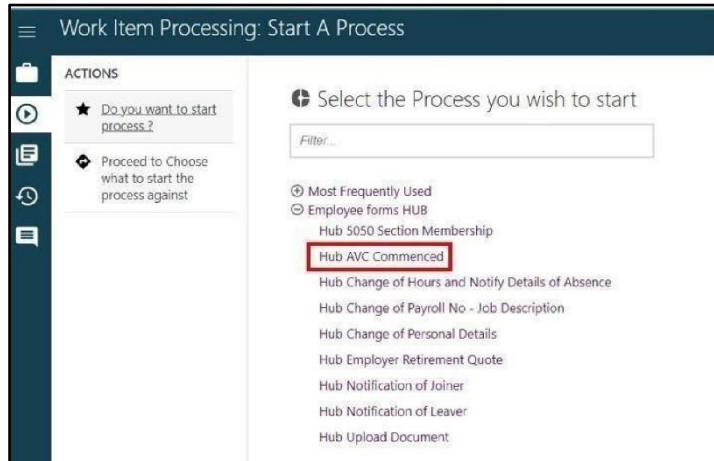 Work Item Processing: Start A Process
ACTIONS
Do you want to start
process ?
Proceed to Choose
what to start the
process against
Select the Process you wish to start
Filter...
Most Frequently Used
Employee forms HUB
Hub 5050 Section Membership
Hub AVC Commenced
Hub Change of Hours and Notify Details of Absence
Hub Change of Payroll No - Job Description
Hub Change of Personal Details
Hub Employer Retirement Quote
Hub Notification of Joiner
Hub Notification of Leaver
Hub Upload Document